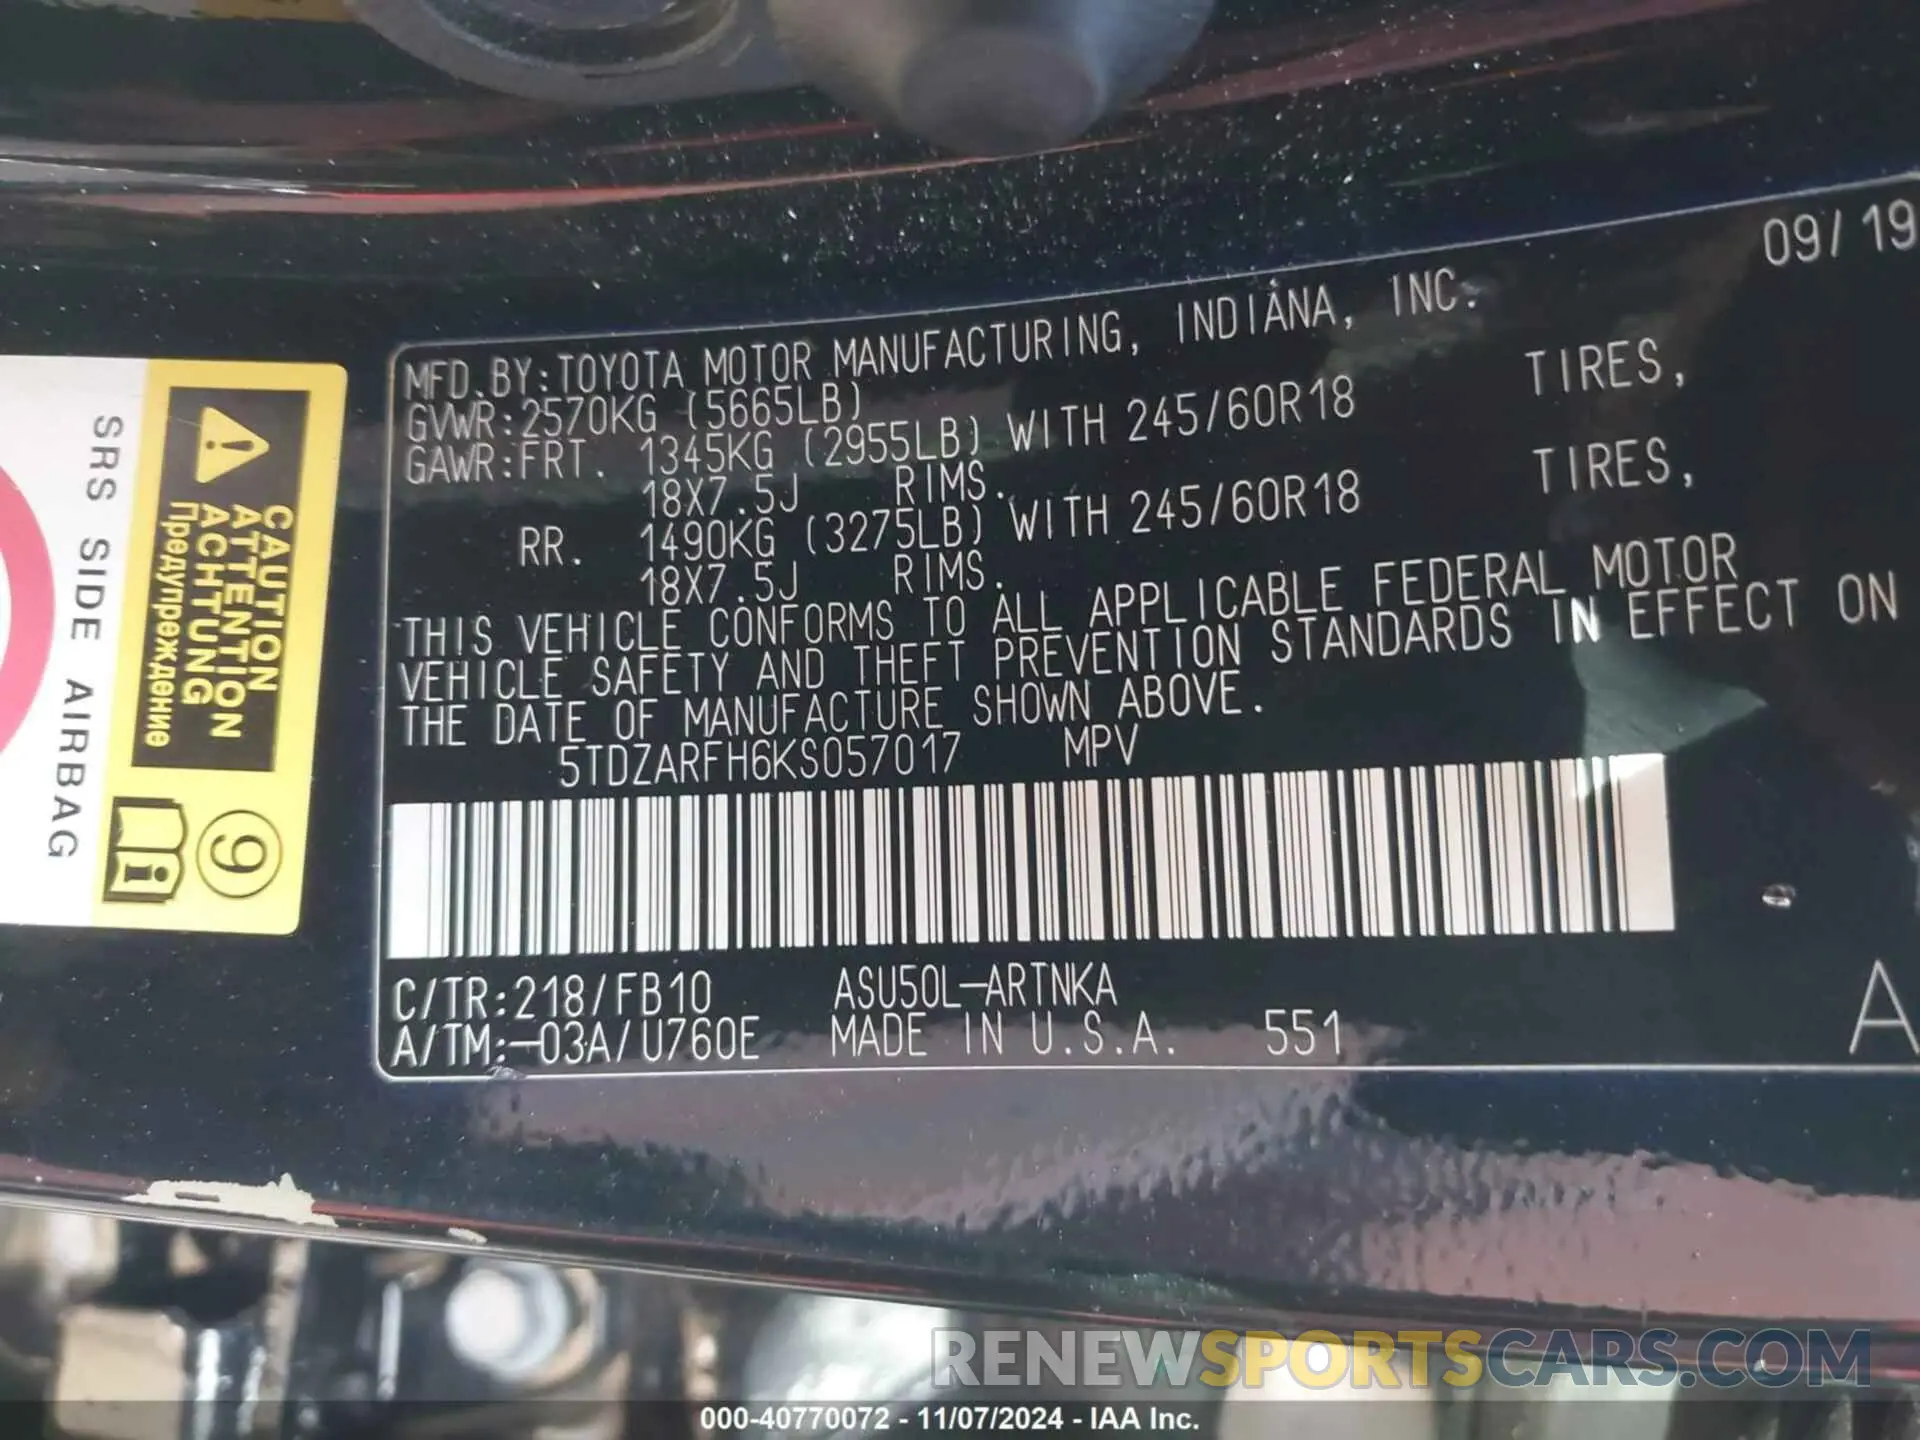 09/19
MFD.BY:TOYOTA MOTOR MANUFACTURING, INDIANA, INC.
GVWR:2570KG (5665LB)
GAWR:FRT. 1345KG (2955LB) WITH 245/60R18 TIRES,
18X7.5J RIMS.
RR. 1490KG (3275LB) WITH 245/60R18 TIRES,
18X7.5J RIMS.
THIS VEHICLE CONFORMS TO ALL APPLICABLE FEDERAL MOTOR
VEHICLE SAFETY AND THEFT PREVENTION STANDARDS IN EFFECT ON
THE DATE OF MANUFACTURE SHOWN ABOVE.
5TDZARFH6KS057017 MPV
C/TR:218/FB10 ASU50L-ARTNKA
A/TM:-03A/U760E MADE IN U.S.A. 551
A
CAUTION
ATTENTION
ACHTUNG
Предупреждение
9
i
SRS SIDE AIRBAG
RENEWSPORTSCARS.COM
000-40770072 - 11/07/2024 - IAA Inc.